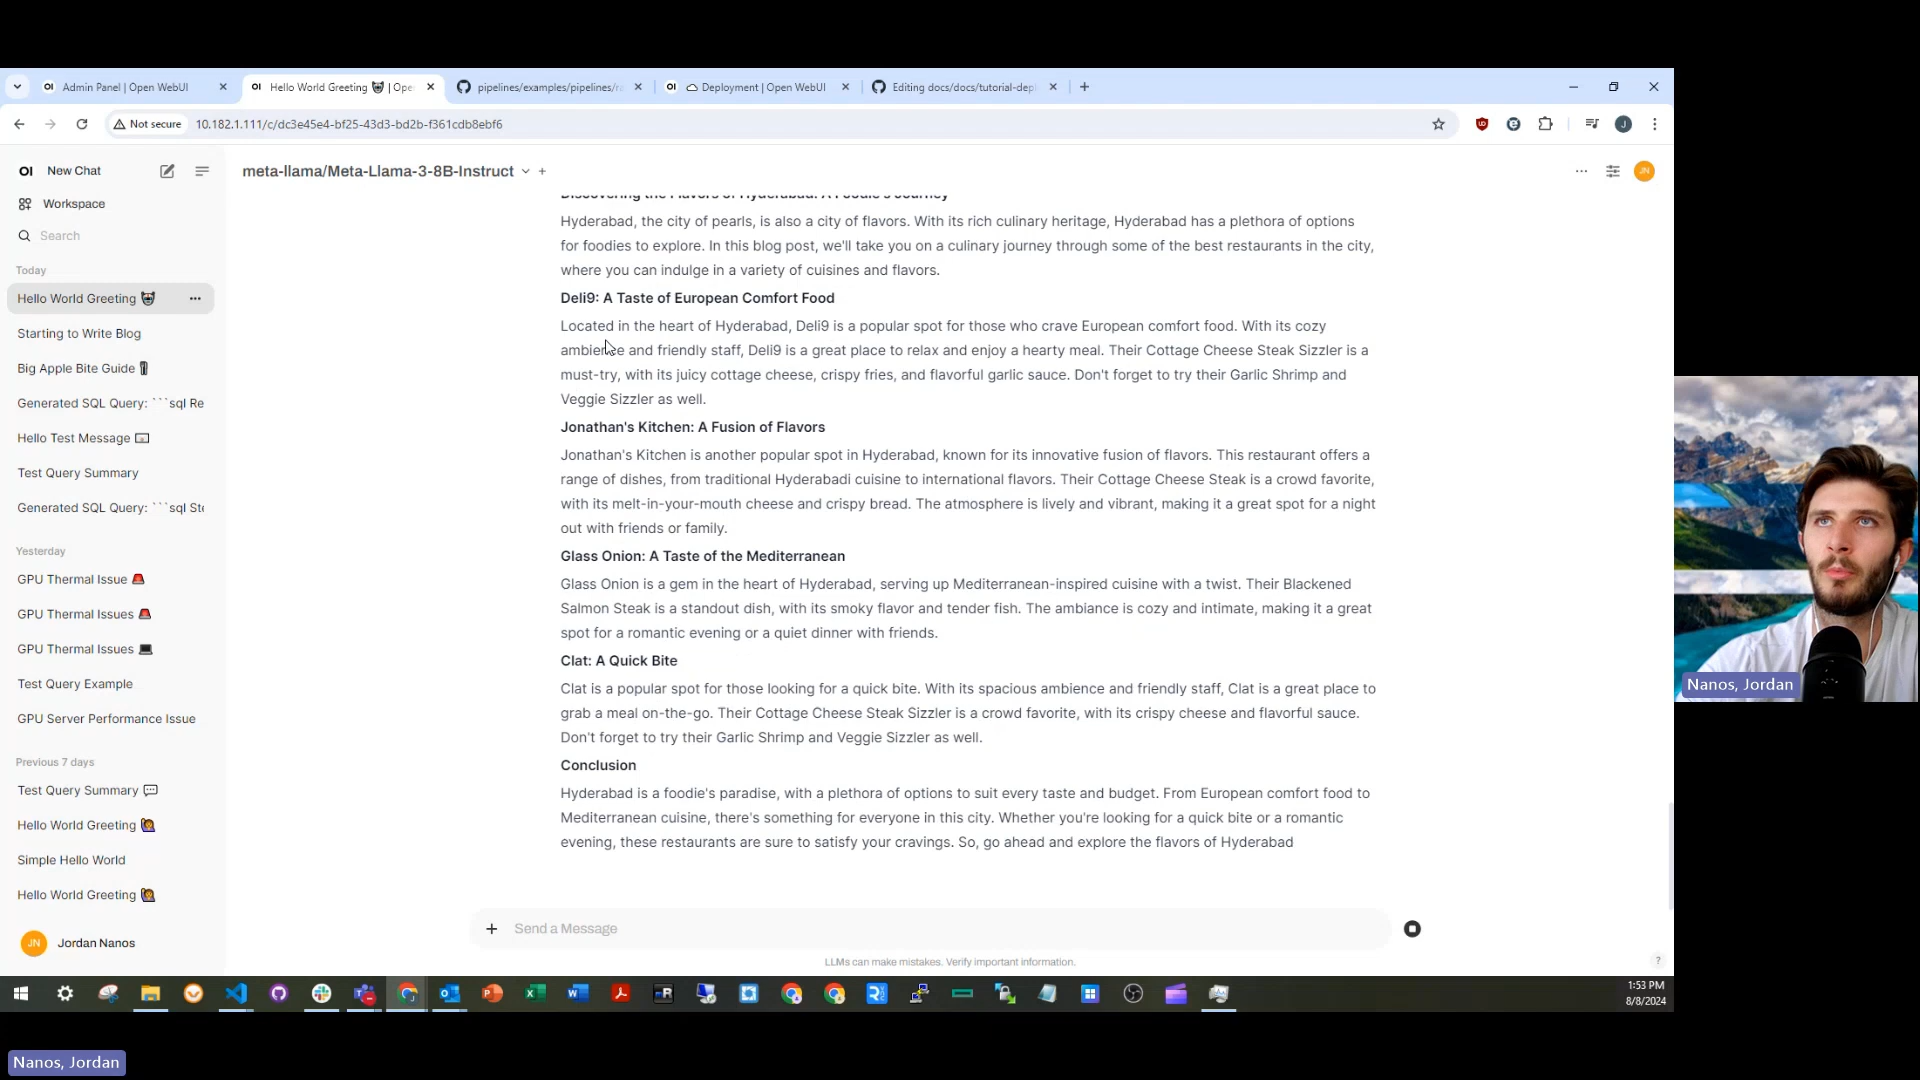 Admin Panel | Open WebUI
Hello World Greeting | Ope
pipelines/examples/pipelines/ra
Deployment | Open WebUI
Editing docs/docs/tutorial-dep
Not secure
10.182.1.111/c/dc3e45e4-bf25-43d3-bd2b-f361cdb8ebf6
J
OI New Chat
Workspace
Search
Today
Hello World Greeting
Starting to Write Blog
Big Apple Bite Guide
Generated SQL Query: ```sql Re
Hello Test Message
Test Query Summary
Generated SQL Query: ```sql Ste
Yesterday
GPU Thermal Issue
GPU Thermal Issues
GPU Thermal Issues
Test Query Example
GPU Server Performance Issue
Previous 7 days
Test Query Summary
Hello World Greeting
Simple Hello World
Hello World Greeting
JN Jordan Nanos
meta-llama/Meta-Llama-3-8B-Instruct
JN
Discovering the Flavors of Hyderabad: A Foodie's Journey
Hyderabad, the city of pearls, is also a city of flavors. With its rich culinary heritage, Hyderabad has a plethora of options
for foodies to explore. In this blog post, we'll take you on a culinary journey through some of the best restaurants in the city,
where you can indulge in a variety of cuisines and flavors.
Deli9: A Taste of European Comfort Food
Located in the heart of Hyderabad, Deli9 is a popular spot for those who crave European comfort food. With its cozy
ambience and friendly staff, Deli9 is a great place to relax and enjoy a hearty meal. Their Cottage Cheese Steak Sizzler is a
must-try, with its juicy cottage cheese, crispy fries, and flavorful garlic sauce. Don't forget to try their Garlic Shrimp and
Veggie Sizzler as well.
Jonathan's Kitchen: A Fusion of Flavors
Jonathan's Kitchen is another popular spot in Hyderabad, known for its innovative fusion of flavors. This restaurant offers a
range of dishes, from traditional Hyderabadi cuisine to international flavors. Their Cottage Cheese Steak is a crowd favorite,
with its melt-in-your-mouth cheese and crispy bread. The atmosphere is lively and vibrant, making it a great spot for a night
out with friends or family.
Glass Onion: A Taste of the Mediterranean
Glass Onion is a gem in the heart of Hyderabad, serving up Mediterranean-inspired cuisine with a twist. Their Blackened
Salmon Steak is a standout dish, with its smoky flavor and tender fish. The ambiance is cozy and intimate, making it a great
spot for a romantic evening or a quiet dinner with friends.
Clat: A Quick Bite
Clat is a popular spot for those looking for a quick bite. With its spacious ambience and friendly staff, Clat is a great place to
grab a meal on-the-go. Their Cottage Cheese Steak Sizzler is a crowd favorite, with its crispy cheese and flavorful sauce.
Don't forget to try their Garlic Shrimp and Veggie Sizzler as well.
Conclusion
Hyderabad is a foodie's paradise, with a plethora of options to suit every taste and budget. From European comfort food to
Mediterranean cuisine, there's something for everyone in this city. Whether you're looking for a quick bite or a romantic
evening, these restaurants are sure to satisfy your cravings. So, go ahead and explore the flavors of Hyderabad
Send a Message
LLMs can make mistakes. Verify important information.
?
1:53 PM
8/8/2024
Nanos, Jordan
Nanos, Jordan